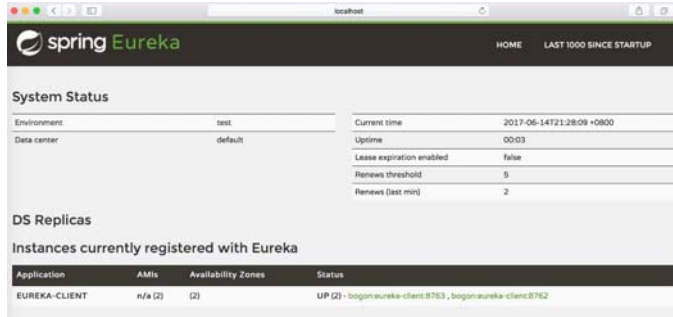 localhost
spring Eureka
HOME LAST 1000 SINCE STARTUP
System Status
Environment test
Data center default
Current time 2017-06-14T21:28:09 +0800
Uptime 00:03
Lease expiration enabled false
Renews threshold 5
Renews (last min) 2
DS Replicas
Instances currently registered with Eureka
Application AMIs Availability Zones Status
EUREKA-CLIENT n/a (2) (2) UP (2) - bogon:eureka-client:8763 , bogon:eureka-client:8762